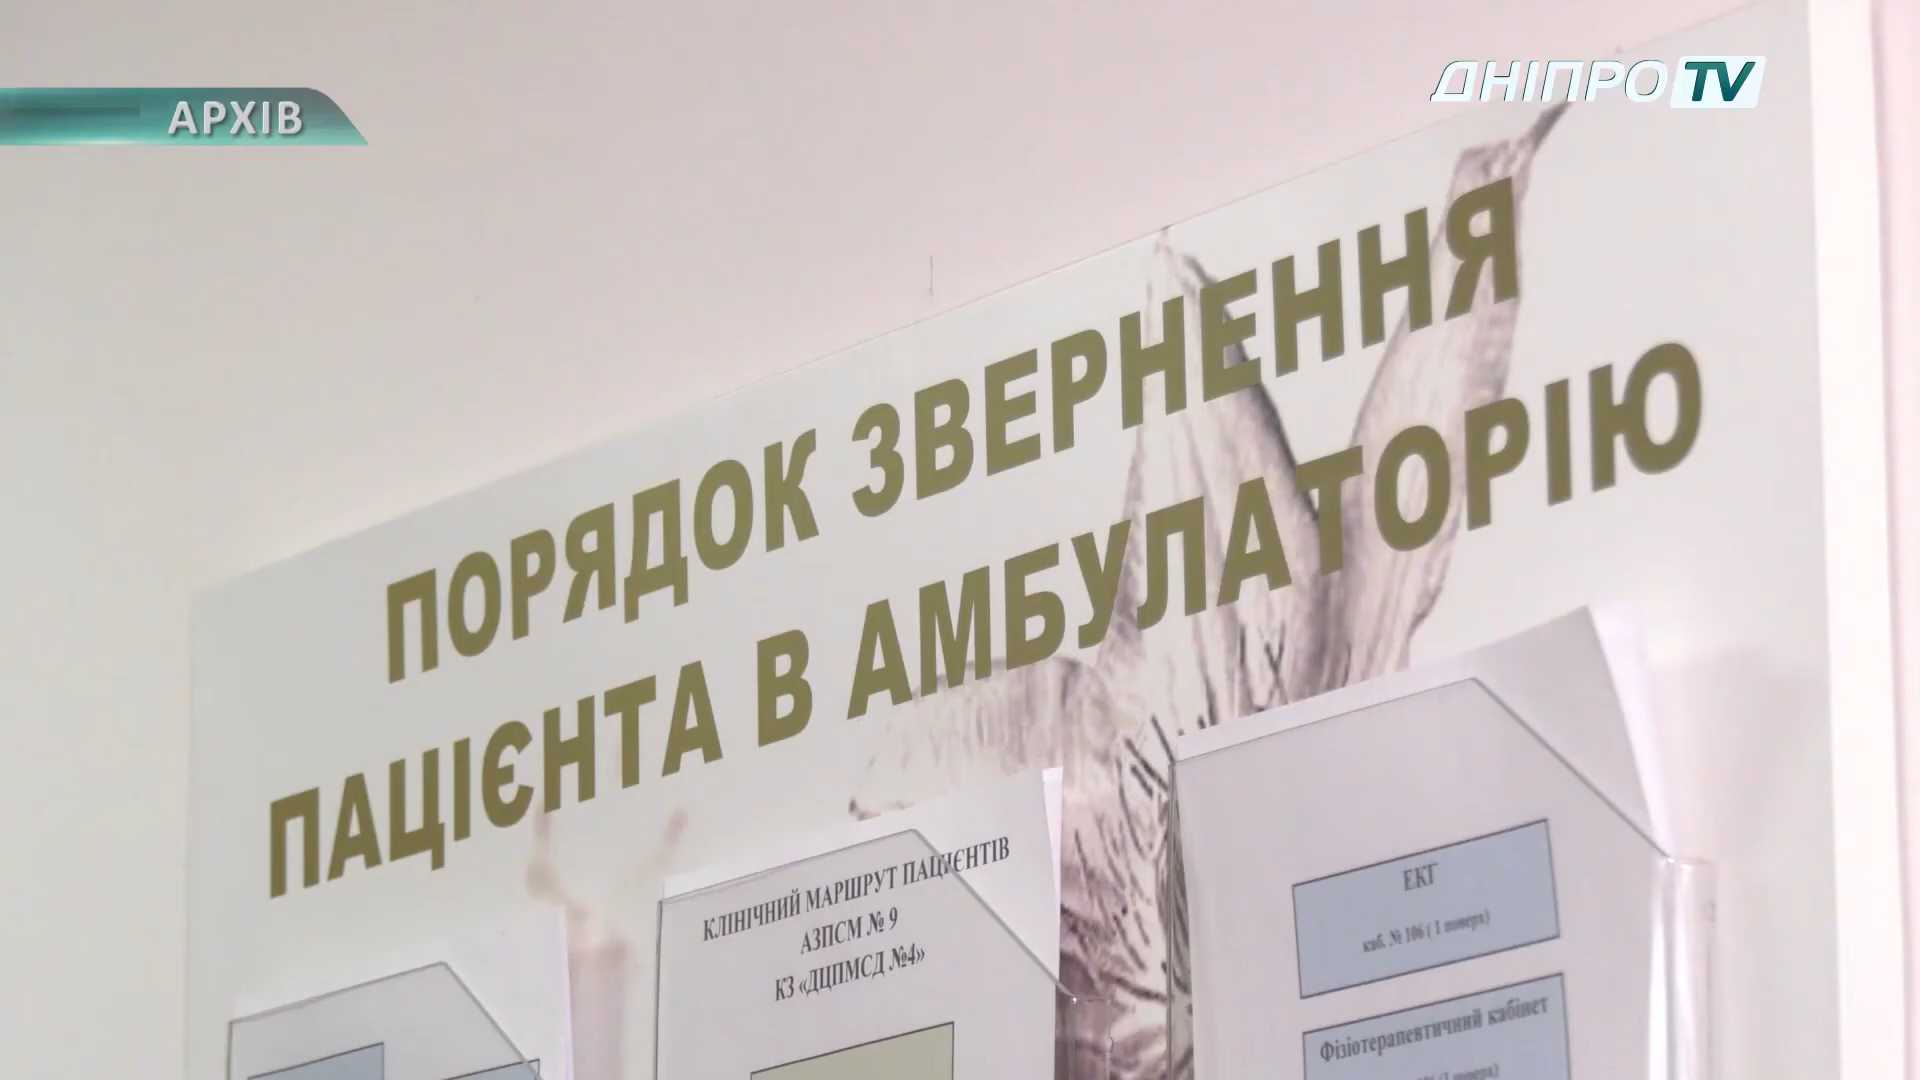 АРХІВ
ДНІПРО TV
ПОРЯДОК ЗВЕРНЕННЯ
ПАЦІЄНТА В АМБУЛАТОРІЮ
КЛІНІЧНИЙ МАРШРУТ ПАЦІЄНТІВ
АЗПСМ № 9
КЗ «ДЦПМСД №4»
ЕКГ
каб. № 106 ( 1 поверх)
Фізіотерапевтичний кабінет